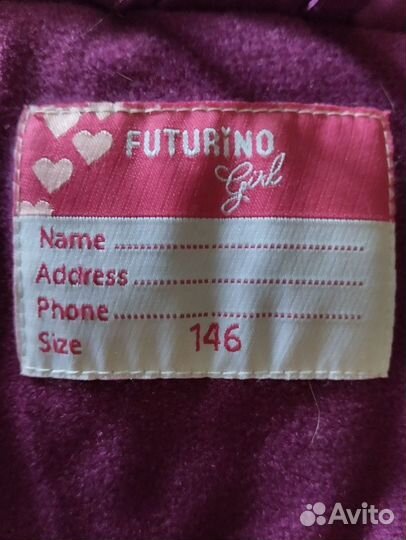 FUTURiNO
Girl
Name
Address
Phone
Size 146
Avito